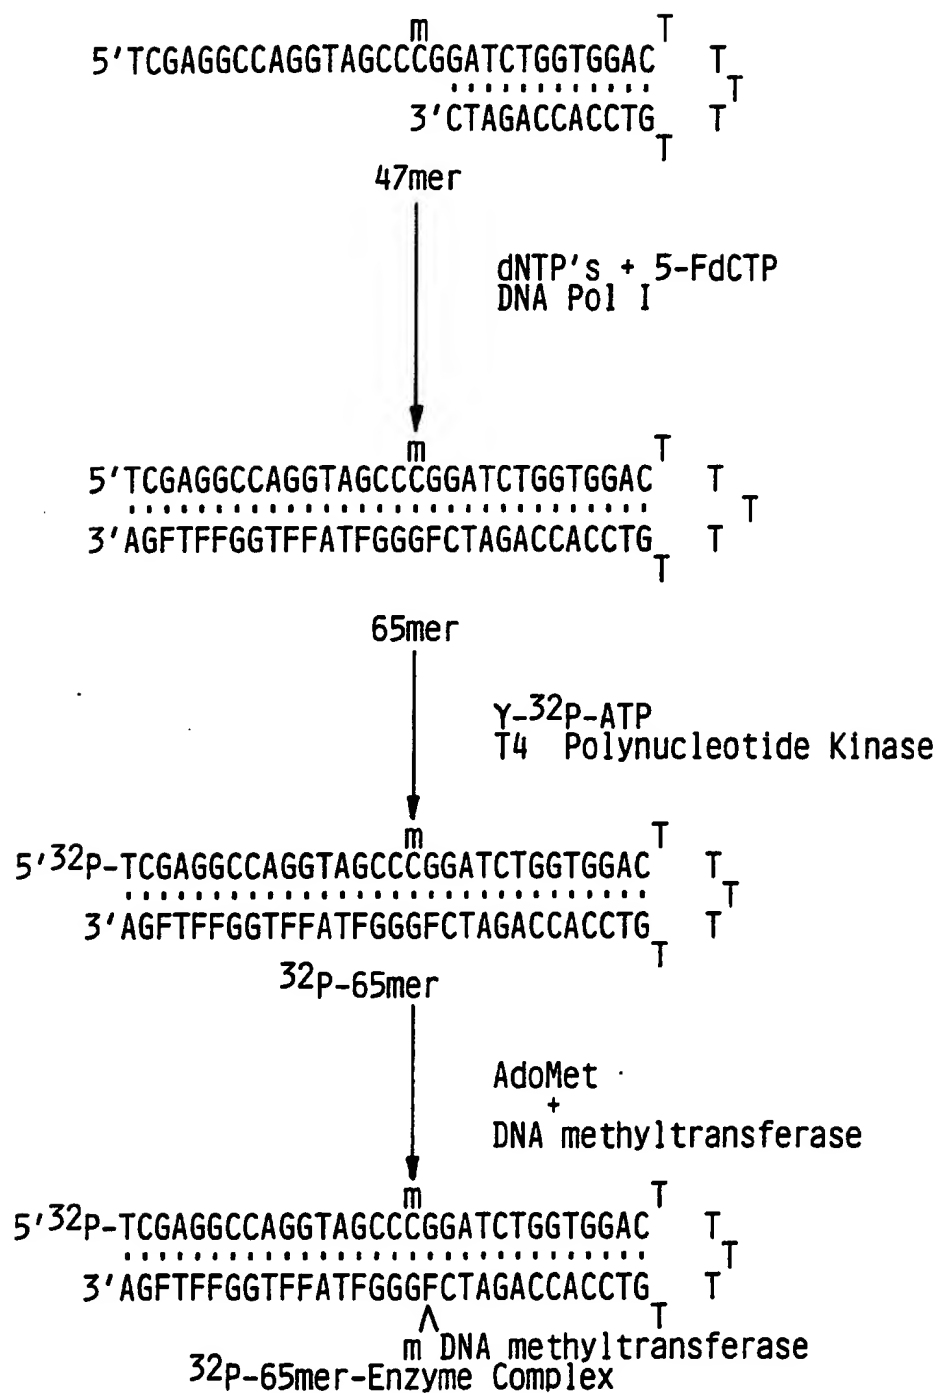 m T
5'TCGAGGCCAGGTAGCCCGGATCTGGTGGAC T
T
3'CTAGACCACCTG T
T
47mer
dNTP's + 5-FdCTP
DNA Pol I
m T
5'TCGAGGCCAGGTAGCCCGGATCTGGTGGAC T
T
3'AGFTFFGGTFFATFGGGFCTAGACCACCTG T
T
65mer
γ-32P-ATP
T4 Polynucleotide Kinase
m T
5'32P-TCGAGGCCAGGTAGCCCGGATCTGGTGGAC T
T
3'AGFTFFGGTFFATFGGGFCTAGACCACCTG T
T
32P-65mer
AdoMet
+
DNA methyltransferase
m T
5'32P-TCGAGGCCAGGTAGCCCGGATCTGGTGGAC T
T
3'AGFTFFGGTFFATFGGGFCTAGACCACCTG T
T
m DNA methyltransferase
32P-65mer-Enzyme Complex